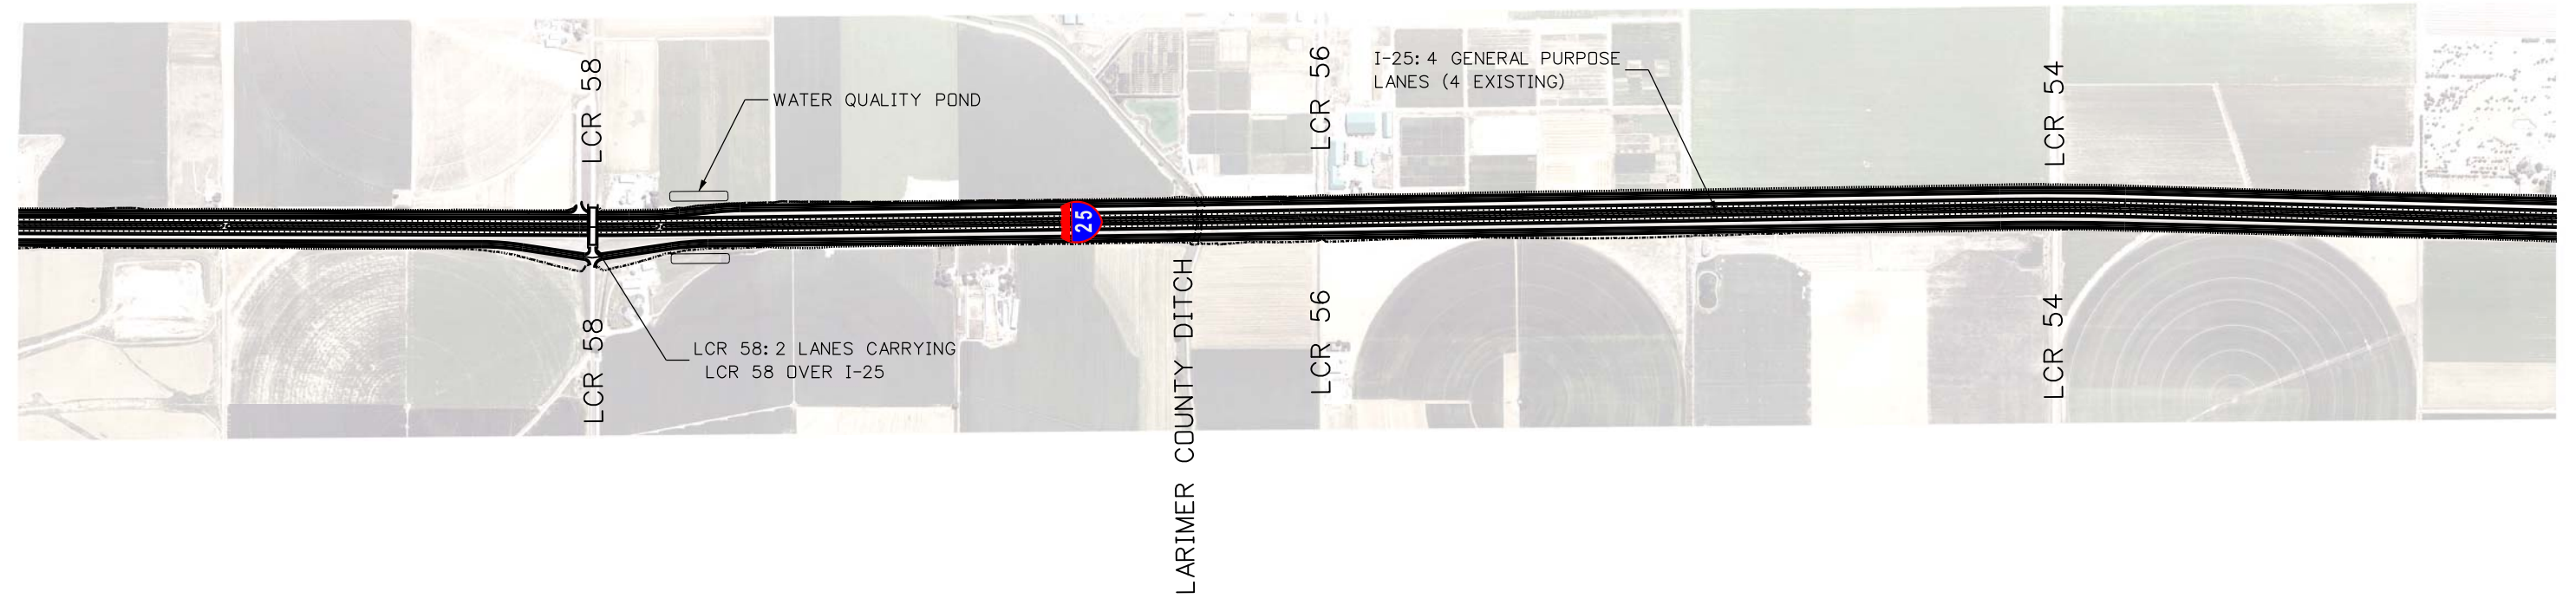 LCR 58
WATER QUALITY POND
LCR 56
I-25: 4 GENERAL PURPOSE
LANES (4 EXISTING)
LCR 54
25
LCR 58
LCR 58: 2 LANES CARRYING
LCR 58 OVER I-25
LARIMER COUNTY DITCH
LCR 56
LCR 54